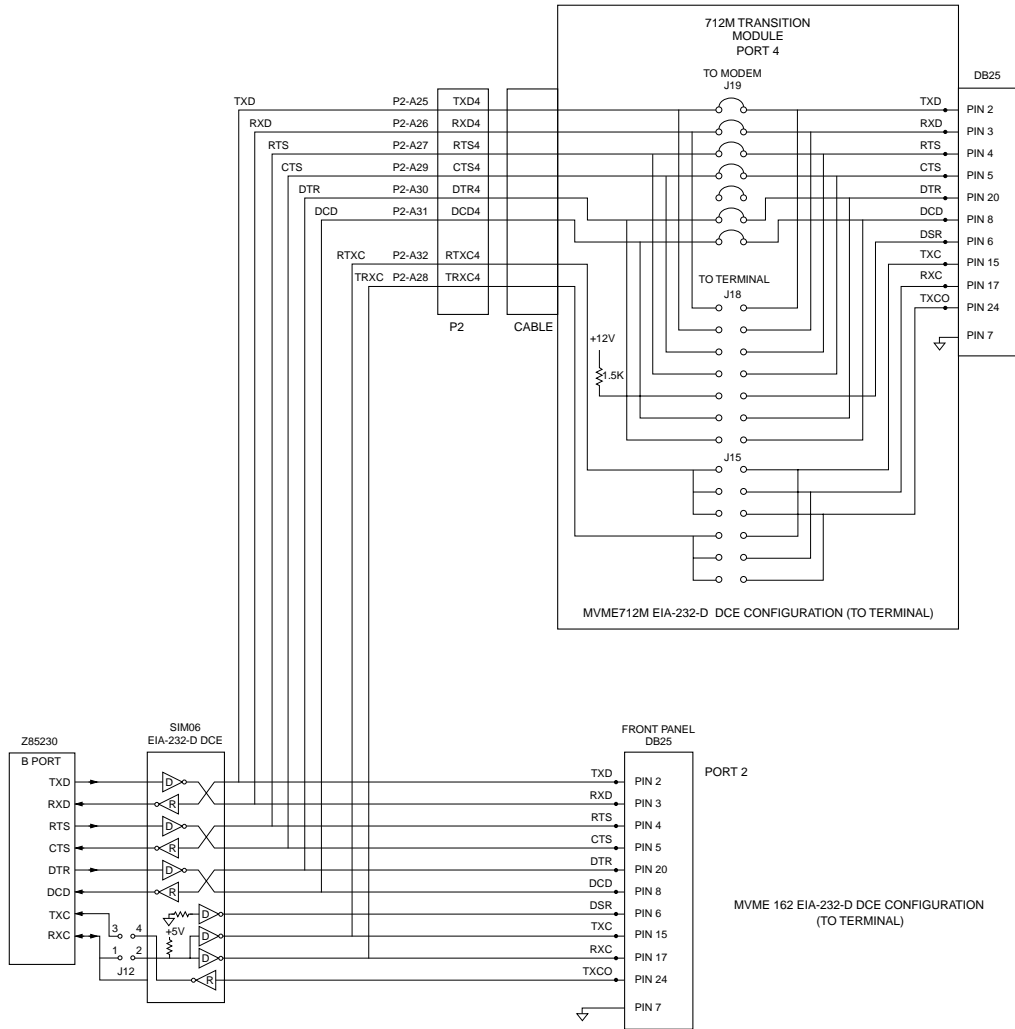 712M TRANSITION
MODULE
PORT 4
TO MODEM
J19
DB25
TXD P2-A25 TXD4 TXD PIN 2
RXD P2-A26 RXD4 RXD PIN 3
RTS P2-A27 RTS4 RTS PIN 4
CTS P2-A29 CTS4 CTS PIN 5
DTR P2-A30 DTR4 DTR PIN 20
DCD P2-A31 DCD4 DCD PIN 8
DSR PIN 6
RTXC P2-A32 RTXC4 TXC PIN 15
TRXC P2-A28 TRXC4 RXC PIN 17
TO TERMINAL
J18
TXCO PIN 24
P2 CABLE
+12V
PIN 7
1.5K
J15
MVME712M EIA-232-D DCE CONFIGURATION (TO TERMINAL)
SIM06
EIA-232-D DCE
FRONT PANEL
DB25
Z85230
B PORT
PORT 2
TXD D TXD PIN 2
RXD R RXD PIN 3
RTS D RTS PIN 4
CTS R CTS PIN 5
DTR D DTR PIN 20
DCD R DCD PIN 8
MVME 162 EIA-232-D DCE CONFIGURATION
(TO TERMINAL)
TXC D DSR PIN 6
RXC 3 4 +5V D TXC PIN 15
1 2 D RXC PIN 17
J12 R TXCO PIN 24
PIN 7